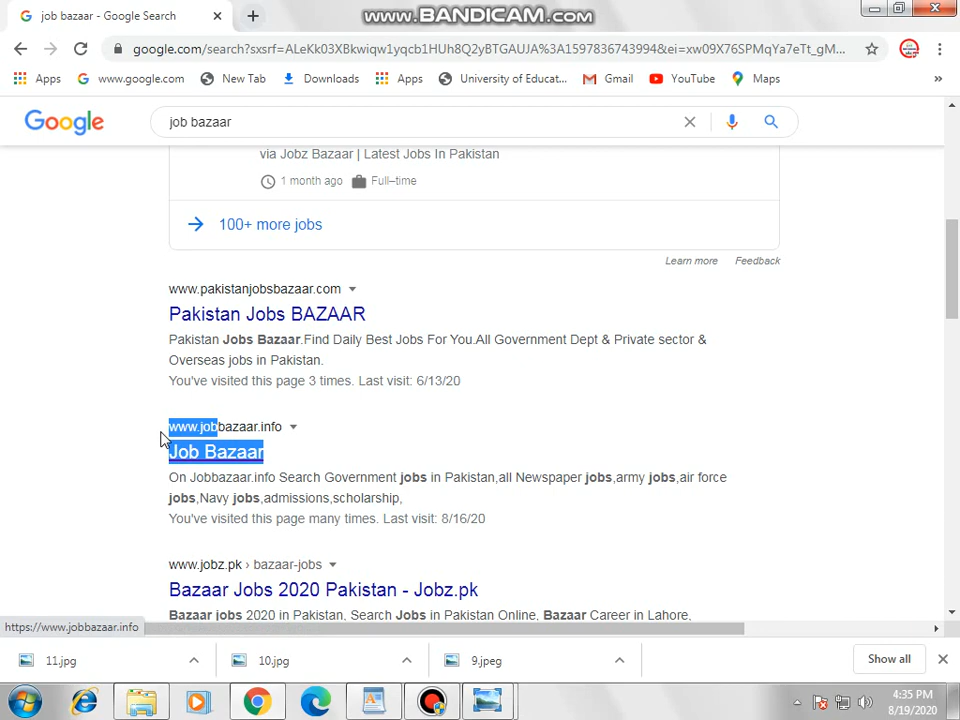 job bazaar - Google Search
www.BANDICAM.com
google.com/search?sxsrf=ALeKk03XBkwiqw1yqcb1HUh8Q2yBTGAUJA%3A1597836743994&ei=xw09X76SPMqYa7eTt_gM...
Apps
www.google.com
New Tab
Downloads
Apps
University of Educat...
Gmail
YouTube
Maps
»
Google
job bazaar
via Jobz Bazaar | Latest Jobs In Pakistan
1 month ago Full–time
100+ more jobs
Learn more Feedback
www.pakistanjobsbazaar.com
Pakistan Jobs BAZAAR
Pakistan Jobs Bazaar.Find Daily Best Jobs For You.All Government Dept & Private sector &
Overseas jobs in Pakistan.
You've visited this page 3 times. Last visit: 6/13/20
www.jobbazaar.info
Job Bazaar
On Jobbazaar.info Search Government jobs in Pakistan,all Newspaper jobs,army jobs,air force
jobs,Navy jobs,admissions,scholarship,
You've visited this page many times. Last visit: 8/16/20
www.jobz.pk › bazaar-jobs
Bazaar Jobs 2020 Pakistan - Jobz.pk
Bazaar jobs 2020 in Pakistan, Search Jobs in Pakistan Online, Bazaar Career in Lahore,
https://www.jobbazaar.info
11.jpg
10.jpg
9.jpeg
Show all
4:35 PM
8/19/2020